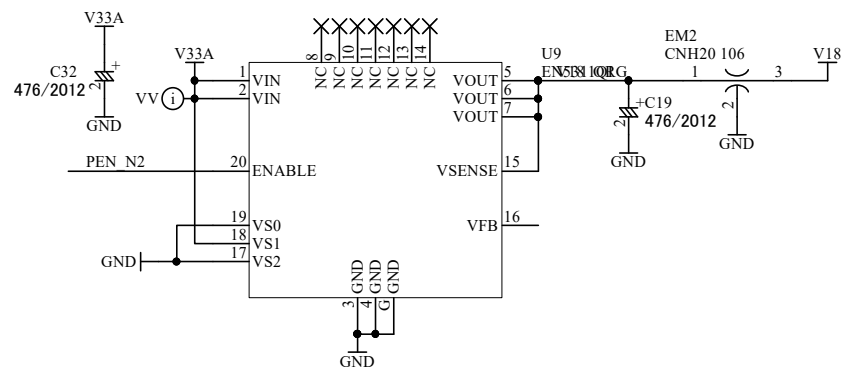 V33A
C32
+
476/2012
2
GND
V33A
VV
i
8 9 10 11 12 13 14
NC NC NC NC NC NC NC
1 VIN
2 VIN
PEN_N2
20 ENABLE
19 VS0
18 VS1
17 VS2
GND
VOUT 5
VOUT 6
VOUT 7
VSENSE 15
VFB 16
GND GND GND
3 4 G
GND
U9
+
C19
476/2012
2
GND
EM2
CNH20 106
1
3
2
GND
V18